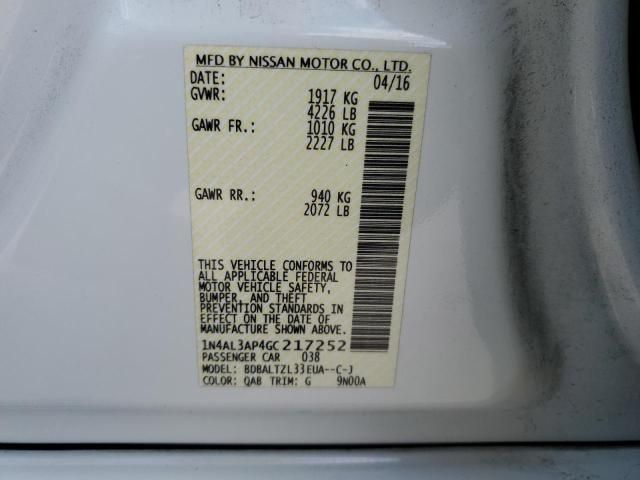 MFD BY NISSAN MOTOR CO., LTD.
DATE: 04/16
GVWR: 1917 KG
4226 LB
GAWR FR.: 1010 KG
2227 LB
GAWR RR.: 940 KG
2072 LB
THIS VEHICLE CONFORMS TO
ALL APPLICABLE FEDERAL
MOTOR VEHICLE SAFETY,
BUMPER, AND THEFT
PREVENTION STANDARDS IN
EFFECT ON THE DATE OF
MANUFACTURE SHOWN ABOVE.
1N4AL3AP4GC217252
PASSENGER CAR 038
MODEL: BDBALTZL33EUA--C-J
COLOR: QAB TRIM: G 9N00A